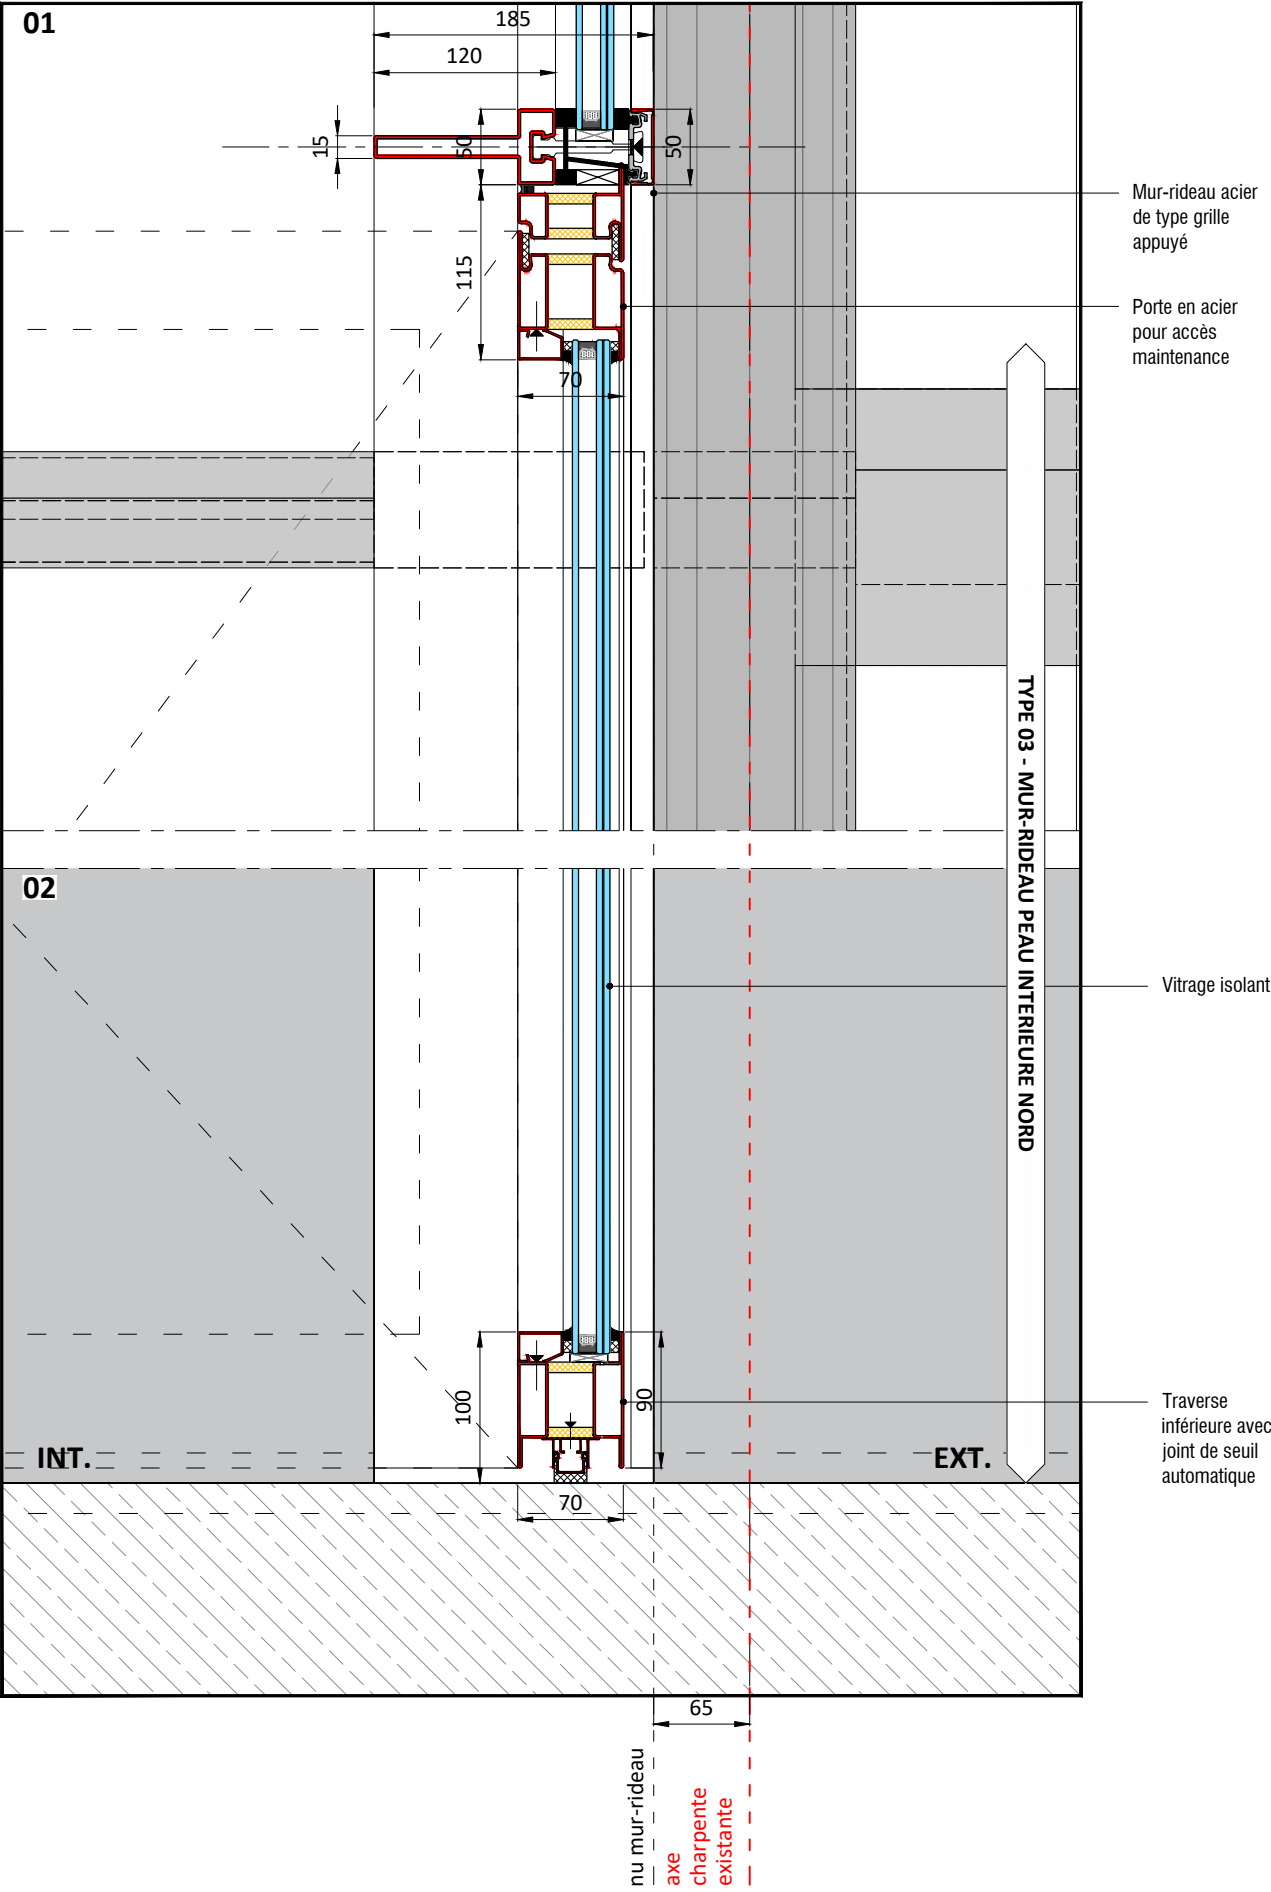 01
185
120
15
50
50
115
70
Mur-rideau acier
de type grille
appuyé
Porte en acier
pour accès
maintenance
TYPE 03 - MUR-RIDEAU PEAU INTERIEURE NORD
02
Vitrage isolant
100
90
Traverse
inférieure avec
joint de seuil
automatique
INT.
EXT.
70
65
nu mur-rideau
axe
charpente
existante